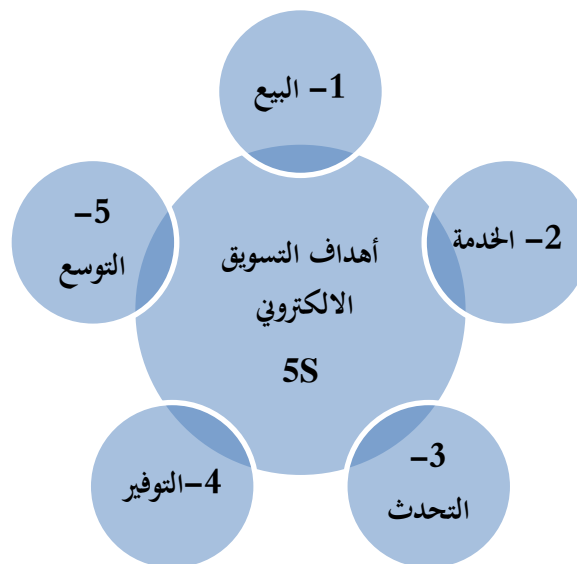 1- البيع
2- الخدمة
3-
التحدث
4-التوفير
5-
التوسع
أهداف التسويق
الالكتروني
5S